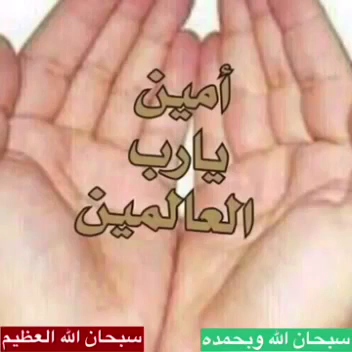 أمين
يارب
العالمين
سبحان الله وبحمده
سبحان الله العظيم